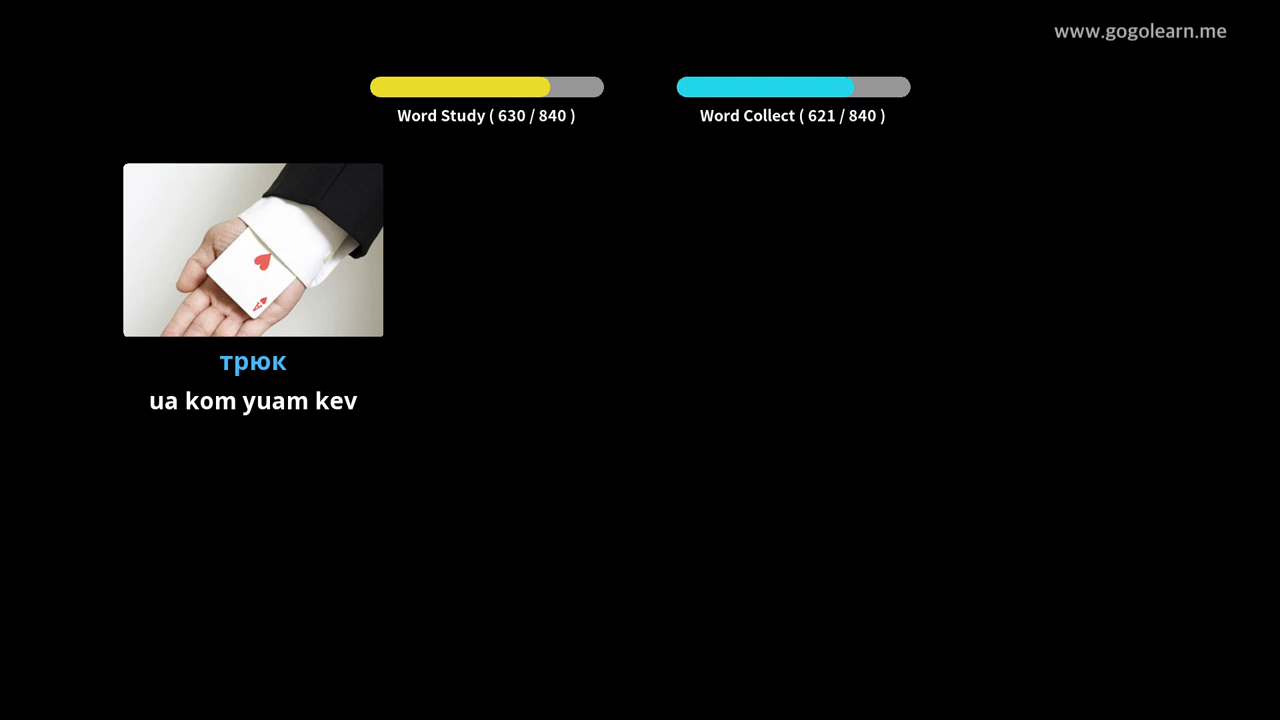 www.gogolearn.me
Word Study ( 630 / 840 )
Word Collect ( 621 / 840 )
A
трюк
ua kom yuam kev